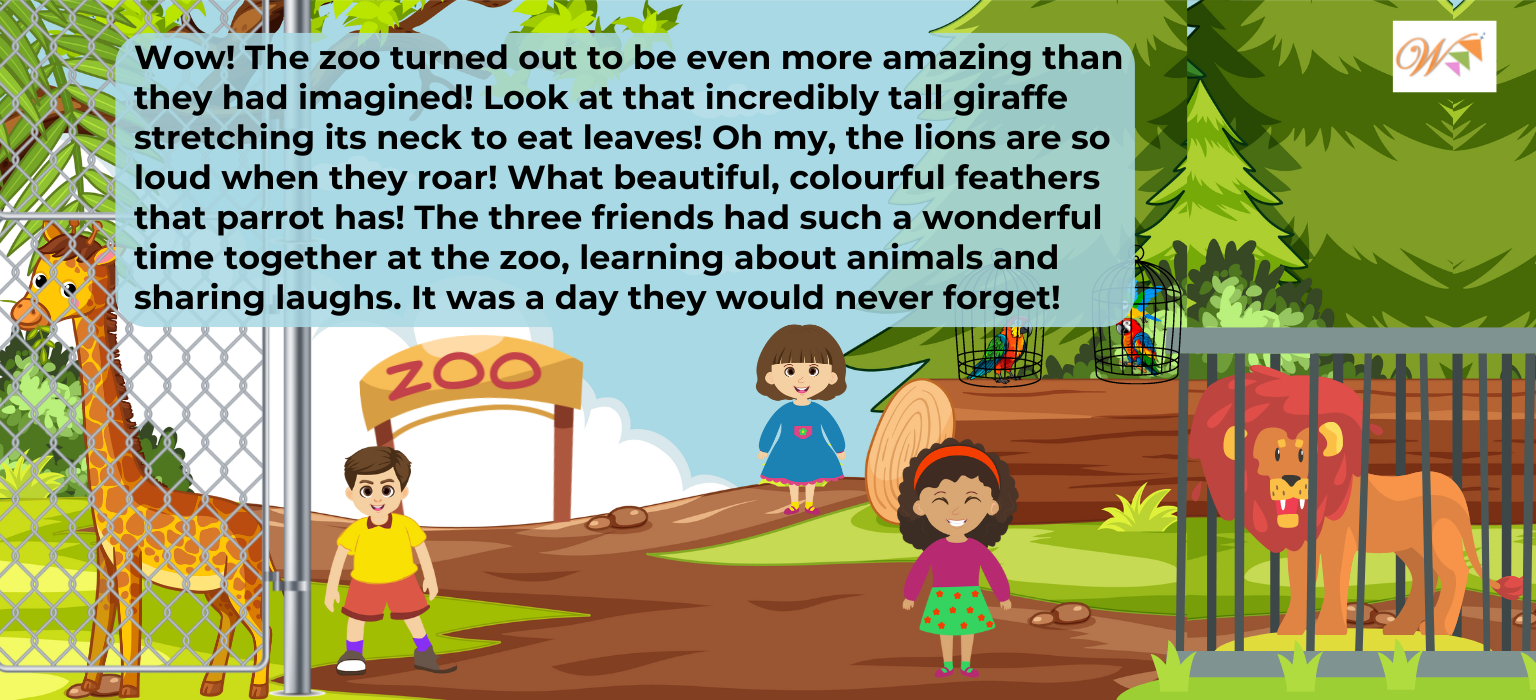 Wow! The zoo turned out to be even more amazing than
they had imagined! Look at that incredibly tall giraffe
stretching its neck to eat leaves! Oh my, the lions are so
loud when they roar! What beautiful, colourful feathers
that parrot has! The three friends had such a wonderful
time together at the zoo, learning about animals and
sharing laughs. It was a day they would never forget!
ZOO
W